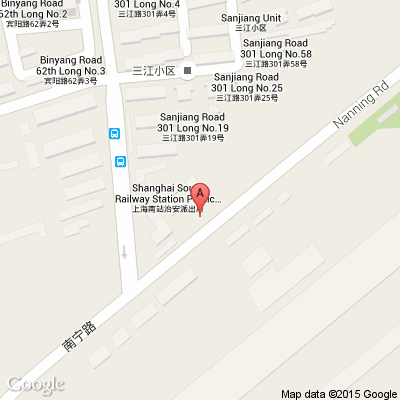 Binyang Road
62th Long No.2
宾阳路62弄2号
301 Long No.4
三江路301弄4号
Sanjiang Unit
三江小区
Sanjiang Road
301 Long No.58
三江路301弄58号
Binyang Road
62th Long No.3
宾阳路62弄3号
三江小区
Sanjiang Road
301 Long No.25
三江路301弄25号
Nanning Rd
Sanjiang Road
301 Long No.19
三江路301弄19号
Shanghai Sou
Railway Station P lic...
上海南站治安派出
A
南宁路
Google
Map data ©2015 Google